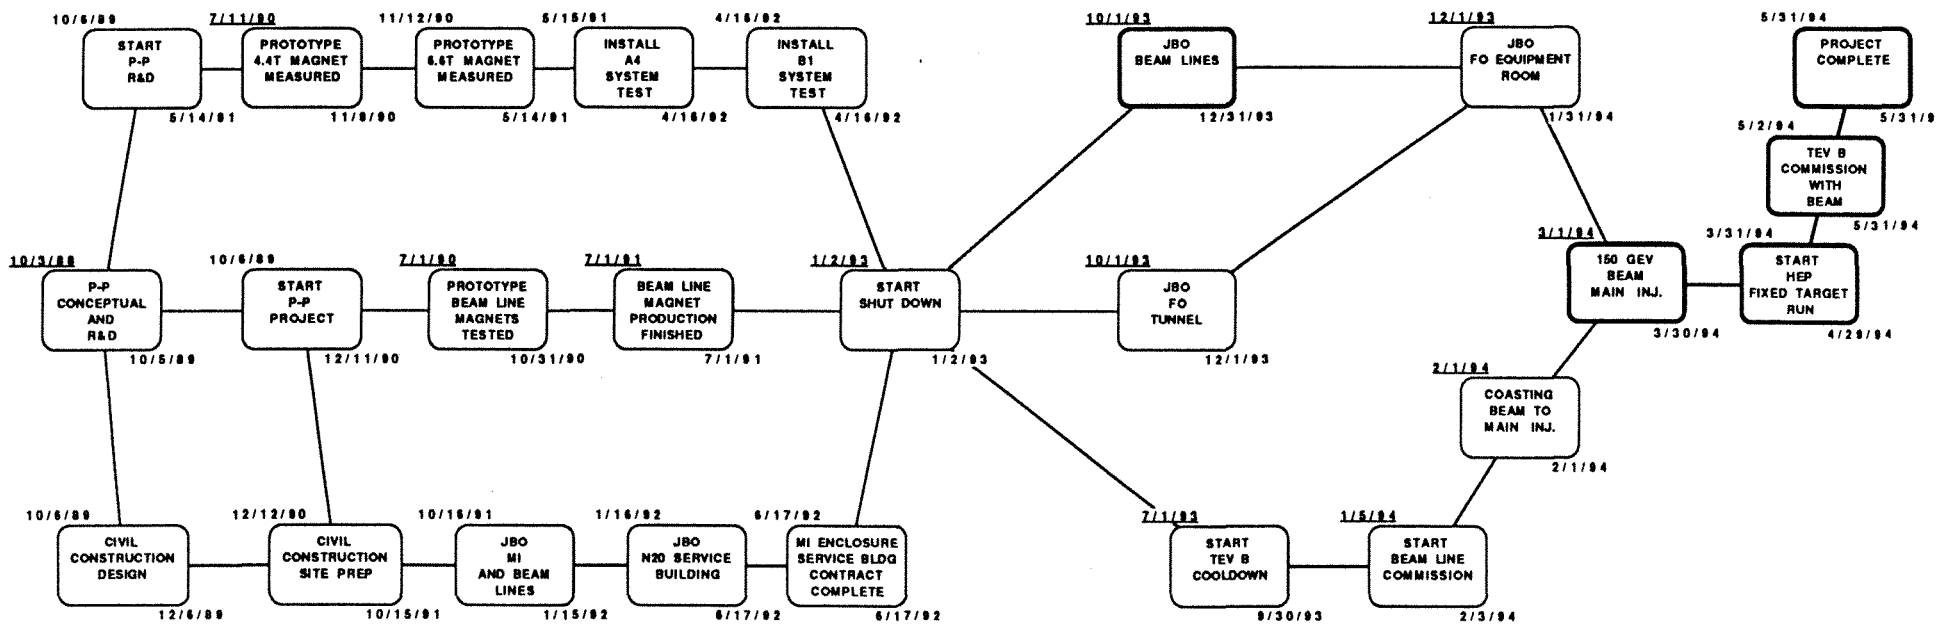 10/6/89
START
P-P
R&D
5/14/91
7/11/90
PROTOTYPE
4.4T MAGNET
MEASURED
11/9/90
11/12/90
PROTOTYPE
6.6T MAGNET
MEASURED
5/14/91
5/15/91
INSTALL
A4
SYSTEM
TEST
4/16/92
4/16/92
INSTALL
B1
SYSTEM
TEST
4/16/92
10/1/93
JBO
BEAM LINES
12/31/93
12/1/93
JBO
FO EQUIPMENT
ROOM
1/31/94
5/31/94
PROJECT
COMPLETE
5/31/9
5/2/94
TEV B
COMMISSION
WITH
BEAM
5/31/94
10/3/88
P-P
CONCEPTUAL
AND
R&D
10/5/89
10/6/89
START
P-P
PROJECT
12/11/90
7/1/90
PROTOTYPE
BEAM LINE
MAGNETS
TESTED
10/31/90
7/1/91
BEAM LINE
MAGNET
PRODUCTION
FINISHED
7/1/91
1/2/93
START
SHUT DOWN
1/2/93
10/1/93
JBO
FO
TUNNEL
12/1/93
3/1/94
150 GEV
BEAM
MAIN INJ.
3/30/94
3/31/94
START
HEP
FIXED TARGET
RUN
4/29/94
2/1/94
COASTING
BEAM TO
MAIN INJ.
2/1/94
10/6/89
CIVIL
CONSTRUCTION
DESIGN
12/6/89
12/12/90
CIVIL
CONSTRUCTION
SITE PREP
10/15/91
10/16/91
JBO
MI
AND BEAM
LINES
1/15/92
1/16/92
JBO
N20 SERVICE
BUILDING
6/17/92
6/17/92
MI ENCLOSURE
SERVICE BLDG
CONTRACT
COMPLETE
6/17/92
7/1/93
START
TEV B
COOLDOWN
9/30/93
1/5/94
START
BEAM LINE
COMMISSION
2/3/94